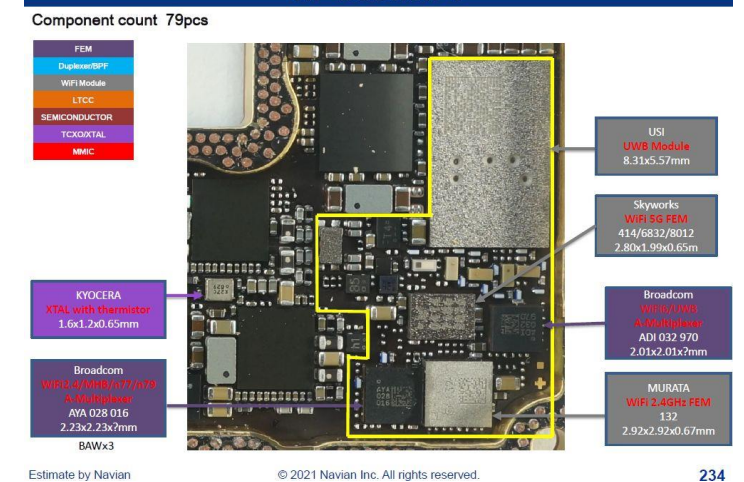 Component count 79pcs
FEM
Duplexer/BPF
WiFi Module
LTCC
SEMICONDUCTOR
TCXO/XTAL
MMIC
USI
UWB Module
8.31x5.57mm
Skyworks
WiFi 5G FEM
414/6832/8012
2.80x1.99x0.65m
KYOCERA
XTAL with thermistor
1.6x1.2x0.65mm
Broadcom
A-Multiplexer
ADI 032 970
2.01x2.01x?mm
Broadcom
WiFi2.4/MHB/n77/n79
A-Multiplexer
AYA 028 016
2.23x2.23x?mm
BAWx3
MURATA
WiFi 2.4GHz FEM
132
2.92x2.92x0.67mm
AYA
028
016
Estimate by Navian
© 2021 Navian Inc. All rights reserved.
234